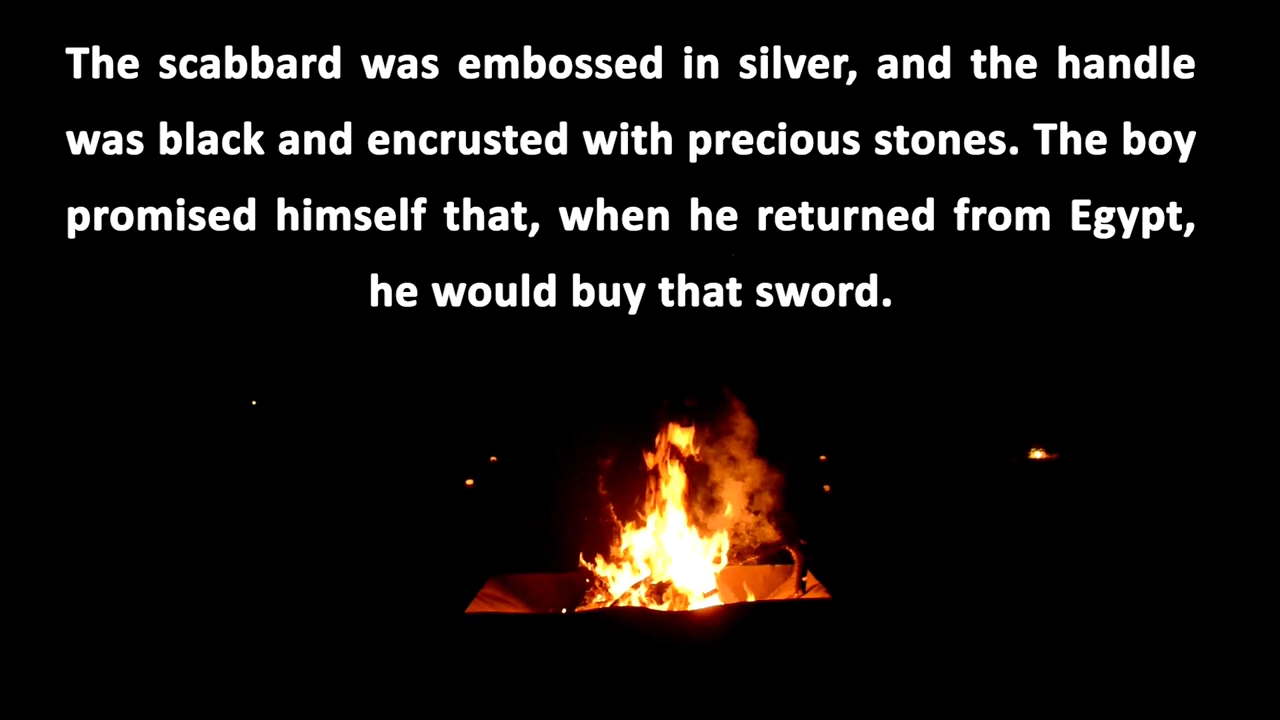 The scabbard was embossed in silver, and the handle
was black and encrusted with precious stones. The boy
promised himself that, when he returned from Egypt,
he would buy that sword.